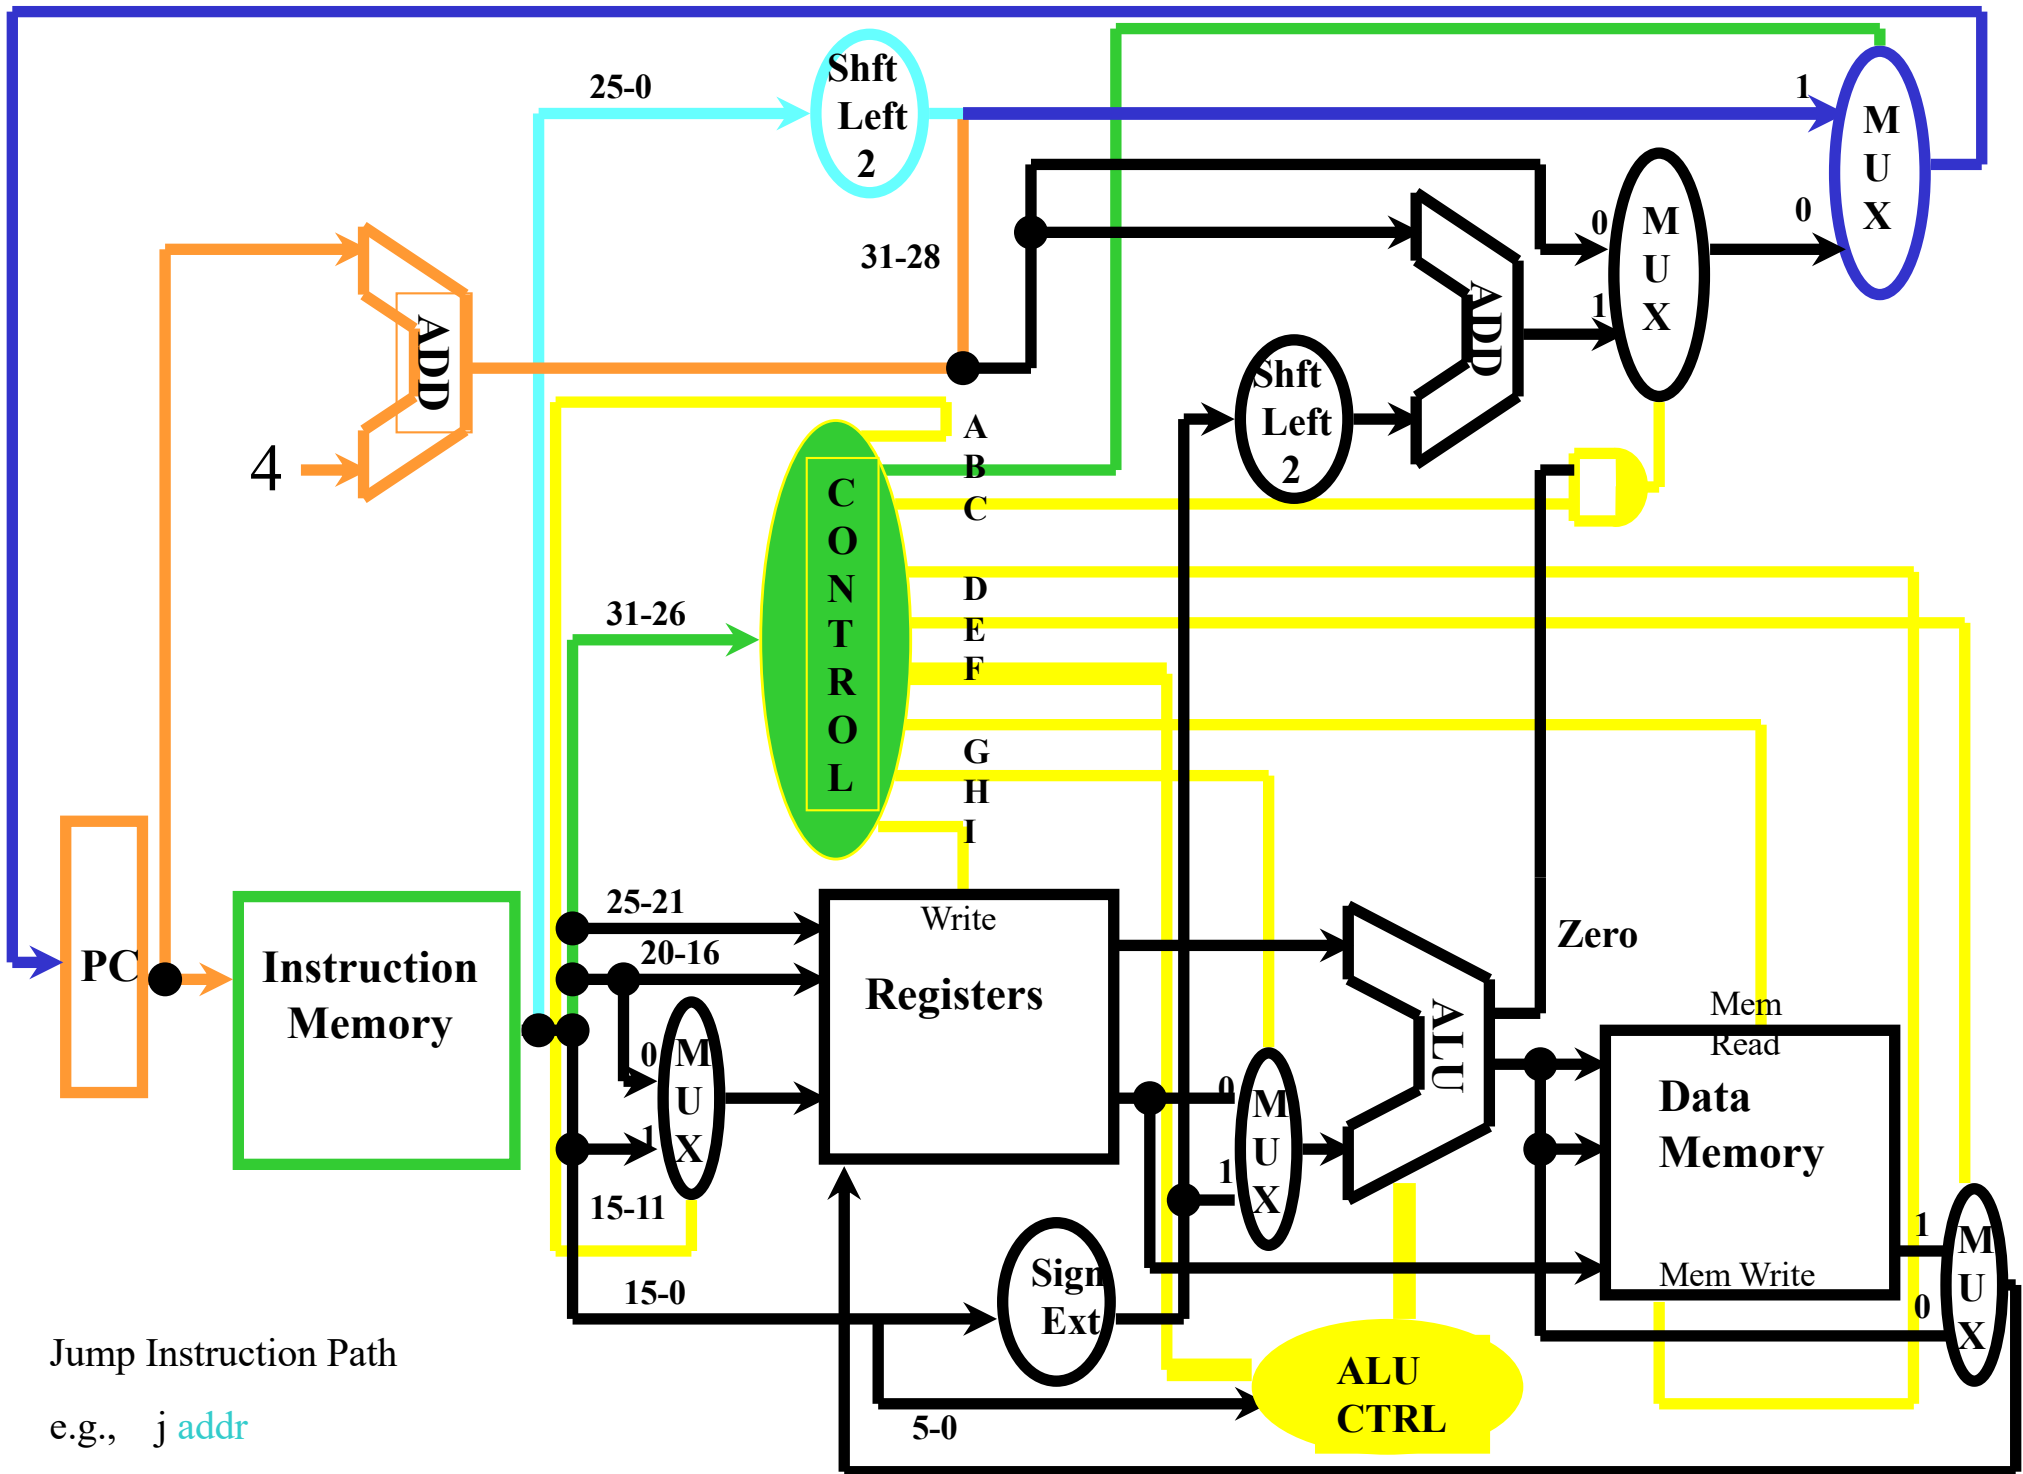 25-0
Shft
Left
2
1
M
U
X
31-28
0
1
M
U
X
0
ADD
4
ADD
Shft
Left
2
A
B
C
D
E
F
G
H
I
C
O
N
T
R
O
L
31-26
25-21
20-16
Write
Registers
PC
Instruction
Memory
0
1
M
U
X
15-11
15-0
Sign
Ext
0
1
M
U
X
ALU
Zero
Mem
Read
Data
Memory
Mem Write
1
0
M
U
X
ALU
CTRL
5-0
Jump Instruction Path
e.g., j addr